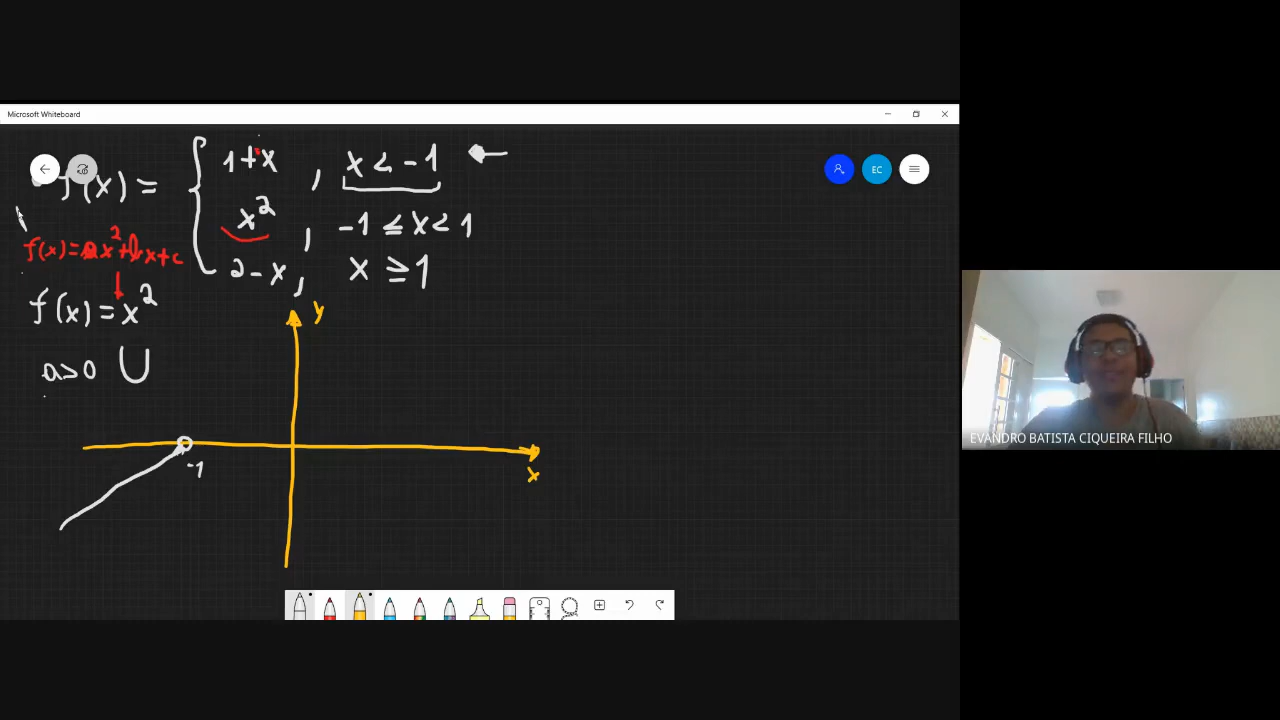 Microsoft Whiteboard
f(x) = { 1+x , x < -1
x² , -1 ≤ x < 1
2-x , x ≥ 1
f(x)=ax²+bx+c
f(x) = x²
a>0 ∪
y
-1
x
EC
EVANDRO BATISTA CIQUEIRA FILHO